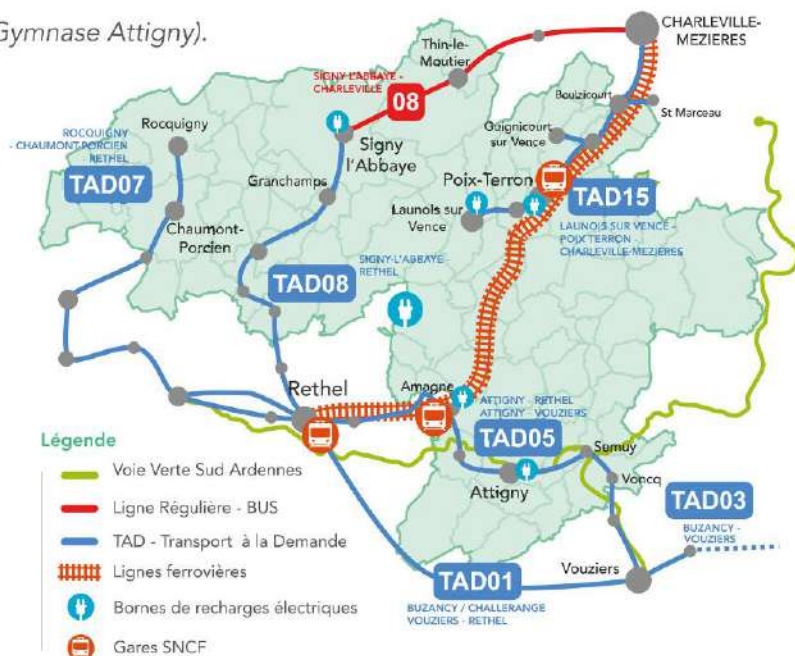 Gymnase Attigny).
CHARLEVILLE-
MEZIERES
Thin-le-
Moutier
SIGNY L'ABBAYE -
CHARLEVILLE
08
Boulzicourt
St Marceau
ROCQUIGNY
- CHAUMONT-PORCIEN
RETHEL
Rocquigny
TAD07
Signy
l'Abbaye
Guignicourt
sur Vence
Poix-Terron
TAD15
Granchamps
Launois sur
Vence
LAUNOIS SUR VENCE -
POIX TERRON -
CHARLEVILLE-MEZIERES
Chaumont-
Porcien
SIGNY-L'ABBAYE -
RETHEL
TAD08
Rethel
Amagne
ATTIGNY - RETHEL
ATTIGNY - VOUZIERS
TAD05
Semuy
Attigny
Voncq
TAD03
BUZANCY -
VOUZIERS
Vouziers
TAD01
BUZANCY / CHALLERANGE
VOUZIERS - RETHEL
Légende
Voie Verte Sud Ardennes
Ligne Régulière - BUS
TAD - Transport à la Demande
Lignes ferrovières
Bornes de recharges électriques
Gares SNCF